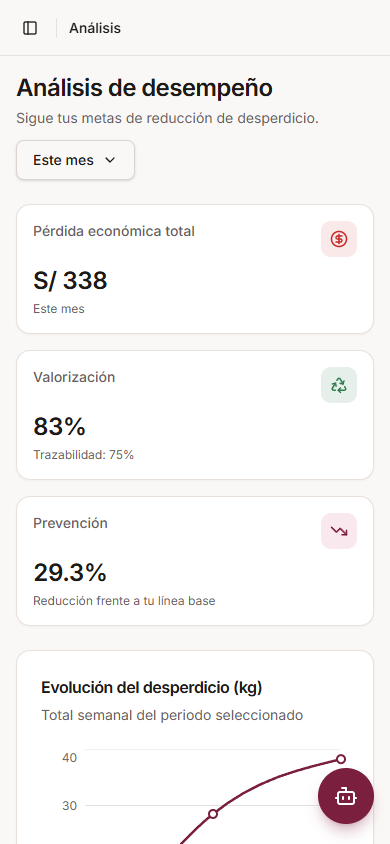 Análisis
Análisis de desempeño
Sigue tus metas de reducción de desperdicio.
Este mes
Pérdida económica total
S/ 338
Este mes
Valorización
83%
Trazabilidad: 75%
Prevención
29.3%
Reducción frente a tu línea base
Evolución del desperdicio (kg)
Total semanal del periodo seleccionado
40
30